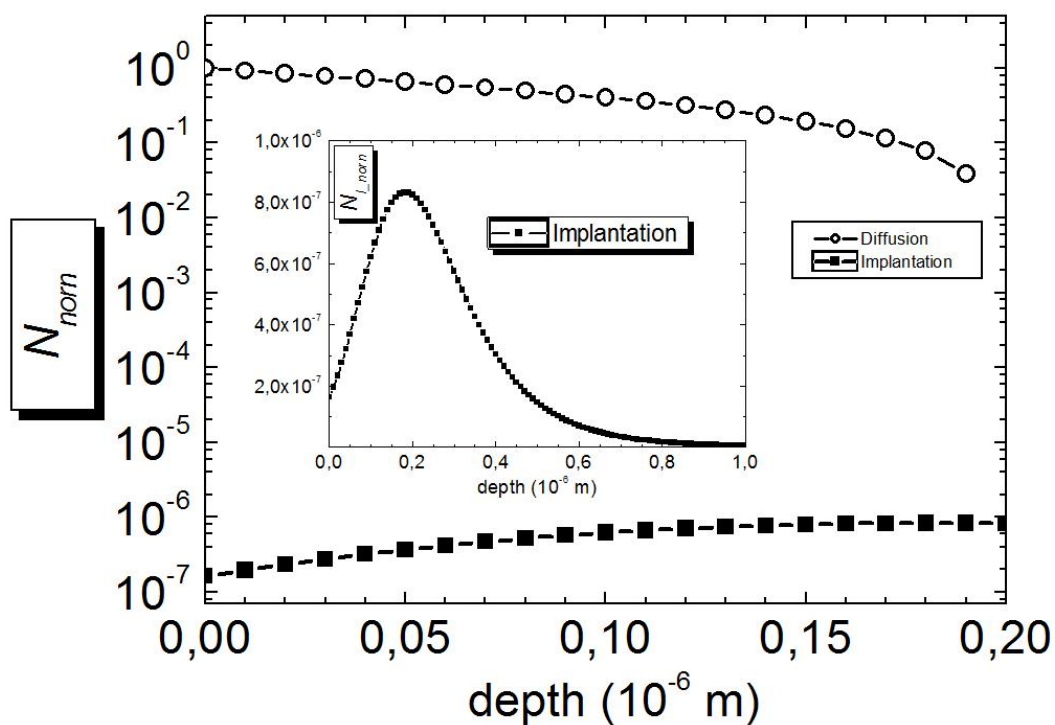 N_norn
10^0
10^-1
10^-2
10^-3
10^-4
10^-5
10^-6
10^-7
0,00 0,05 0,10 0,15 0,20
depth (10^-6 m)
Diffusion
Implantation
N_I_norn
1,0x10^-6
8,0x10^-7
6,0x10^-7
4,0x10^-7
2,0x10^-7
0,0 0,2 0,4 0,6 0,8 1,0
depth (10^-6 m)
Implantation